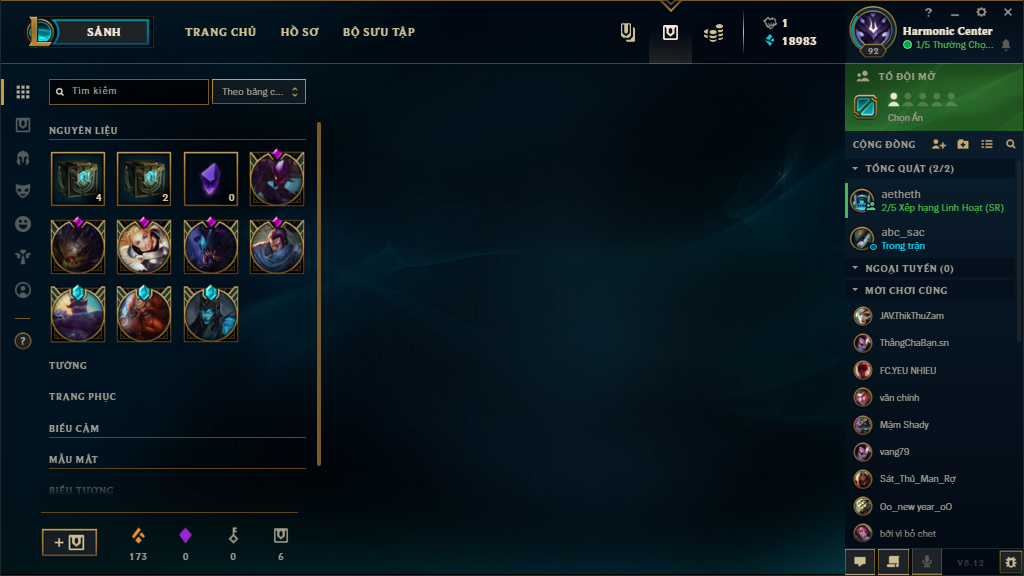 SẢNH
TRANG CHỦ
HỒ SƠ
BỘ SƯU TẬP
1
18983
92
Harmonic Center
1/5 Thường Chọ...
Tìm kiếm
Theo bảng c...
NGUYÊN LIỆU
4
2
0
TƯỚNG
TRANG PHỤC
BIỂU CẢM
MẪU MẮT
BIỂU TƯỢNG
173
0
0
6
TỔ ĐỘI MỞ
Chọn Ẩn
CỘNG ĐỒNG
TỔNG QUÁT (2/2)
aetheth
2/5 Xếp hạng Linh Hoạt (SR)
abc_sac
Trong trận
NGOẠI TUYẾN (0)
MỚI CHƠI CÙNG
JAV.ThikThuZam
ThằngChaBạn.sn
FC.YEU NHIEU
văn chính
Mậm Shady
vang79
Sát_Thủ_Man_Rợ
Oo_new year_oO
bởi vì bố chet
V8.12